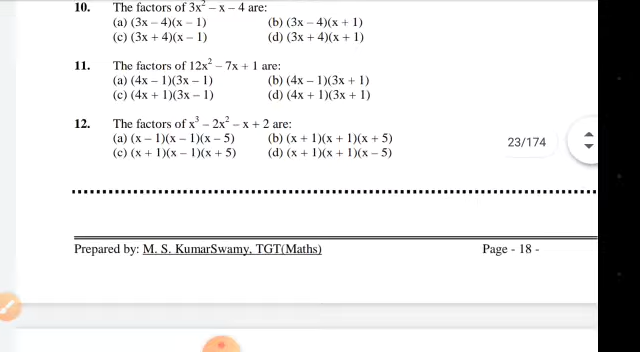 10. The factors of 3x² – x – 4 are:
(a) (3x – 4)(x – 1) (b) (3x – 4)(x + 1)
(c) (3x + 4)(x – 1) (d) (3x + 4)(x + 1)
11. The factors of 12x² – 7x + 1 are:
(a) (4x – 1)(3x – 1) (b) (4x – 1)(3x + 1)
(c) (4x + 1)(3x – 1) (d) (4x + 1)(3x + 1)
12. The factors of x³ – 2x² – x + 2 are:
(a) (x – 1)(x – 1)(x – 5) (b) (x + 1)(x + 1)(x + 5)
(c) (x + 1)(x – 1)(x + 5) (d) (x + 1)(x + 1)(x – 5)
23/174
Prepared by: M. S. KumarSwamy, TGT(Maths) Page - 18 -